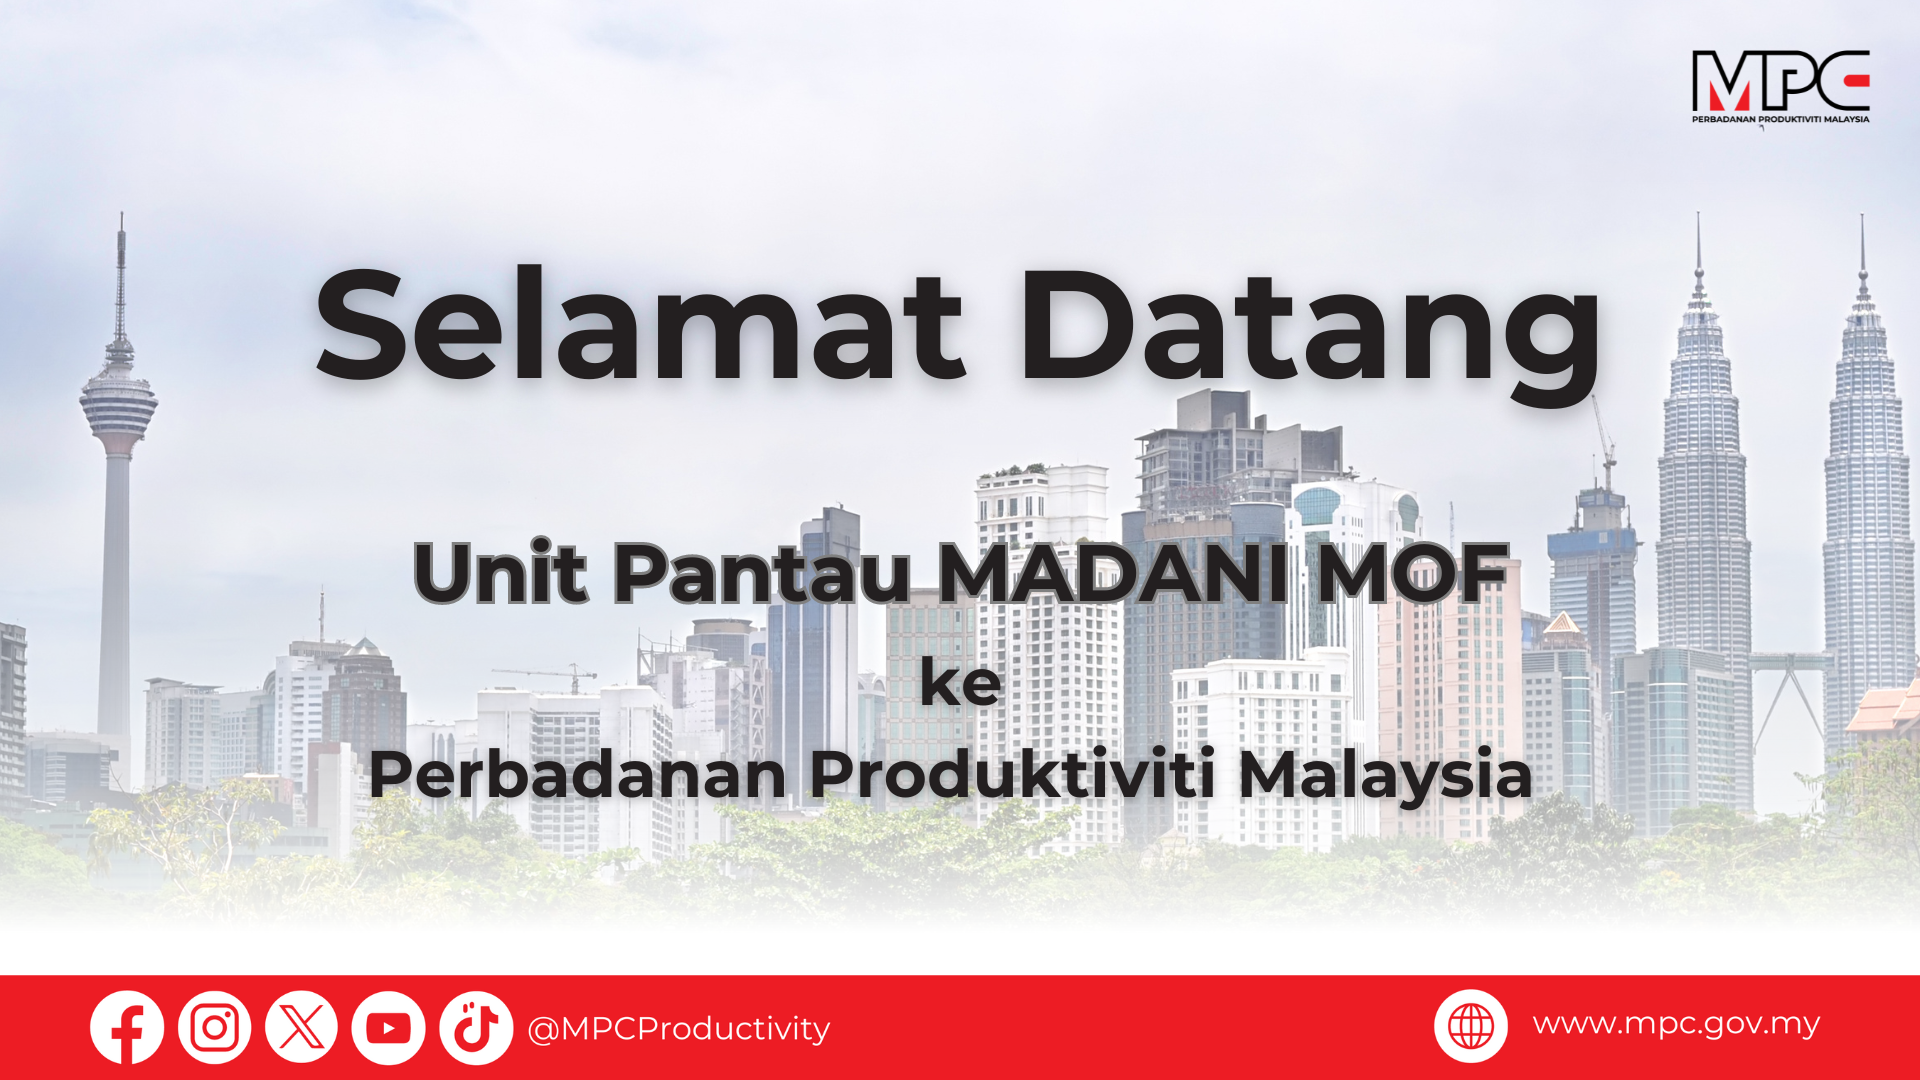 MPC
PERBADANAN PRODUKTIVITI MALAYSIA
Selamat Datang
Unit Pantau MADANI MOF
ke
Perbadanan Produktiviti Malaysia
@MPCProductivity
www.mpc.gov.my